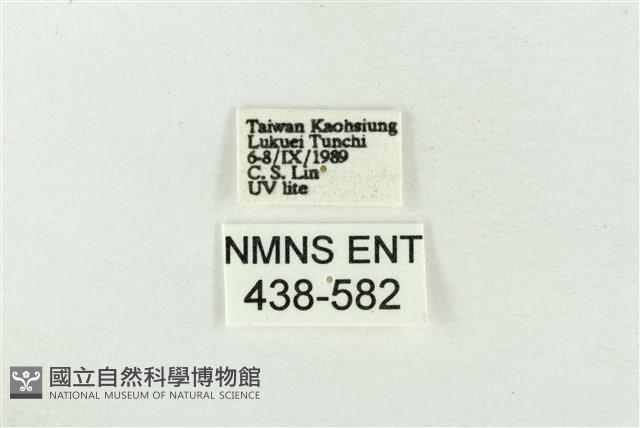 Taiwan Kaohsiung
Lukuei Tunchi
6-8/IX/1989
C. S. Lin
UV lite
NMNS ENT
438-582
國立自然科學博物館
NATIONAL MUSEUM OF NATURAL SCIENCE